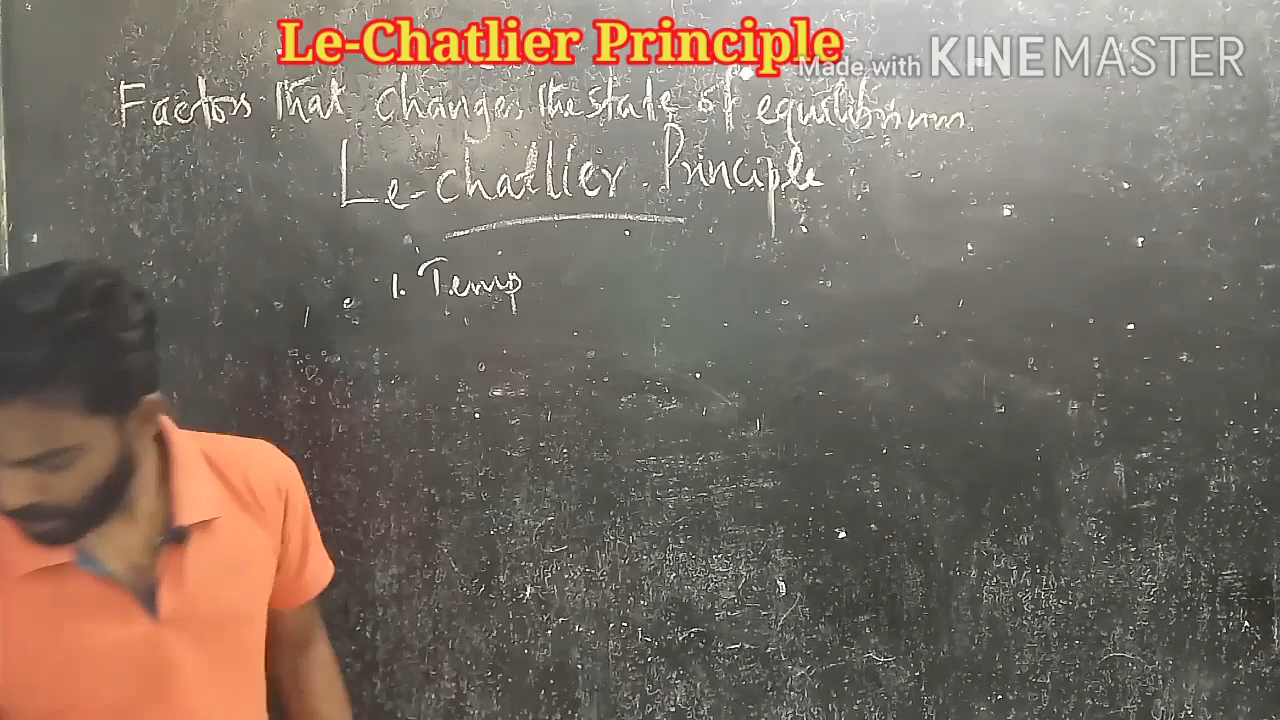 Le-Chatlier Principle
Made with KINEMASTER
Factors that changes the state of equilibrium
Le-chatlier Principle
1. Temp